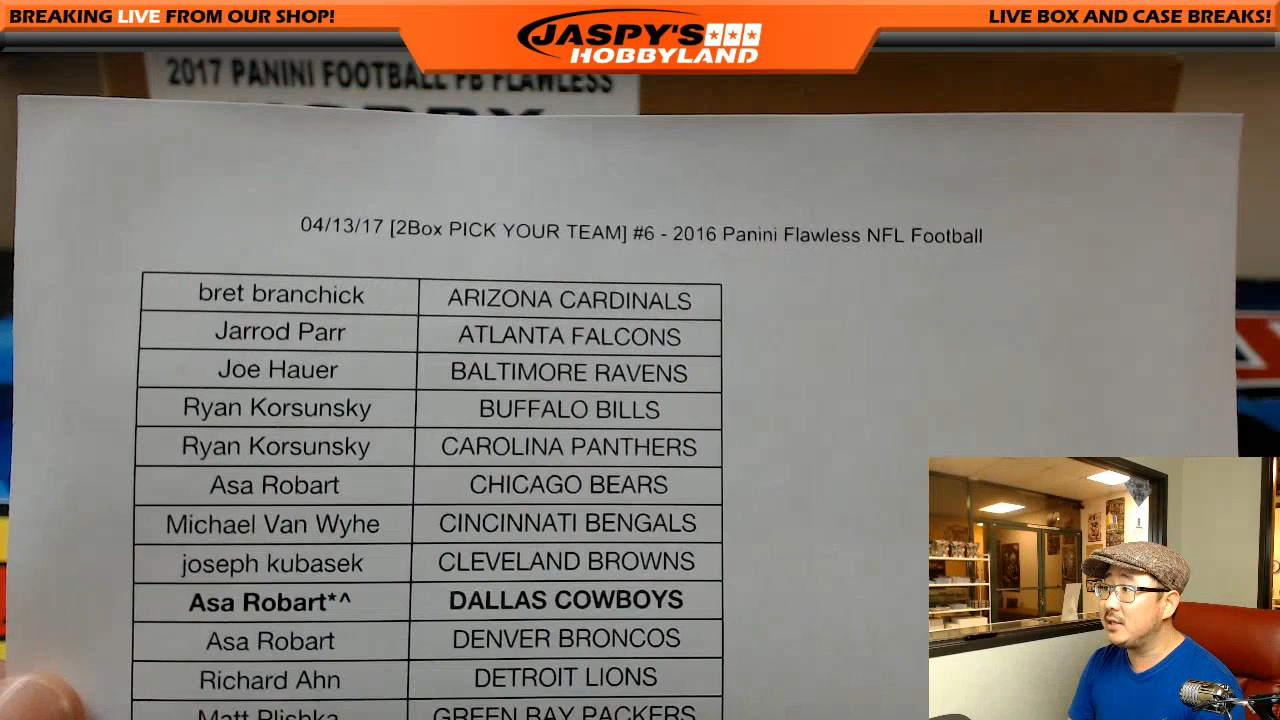 BREAKING LIVE FROM OUR SHOP!
JASPY'S
HOBBYLAND
LIVE BOX AND CASE BREAKS!
2017 PANINI FOOTBALL FB FLAWLESS
04/13/17 [2Box PICK YOUR TEAM] #6 - 2016 Panini Flawless NFL Football
bret branchick ARIZONA CARDINALS
Jarrod Parr ATLANTA FALCONS
Joe Hauer BALTIMORE RAVENS
Ryan Korsunsky BUFFALO BILLS
Ryan Korsunsky CAROLINA PANTHERS
Asa Robart CHICAGO BEARS
Michael Van Wyhe CINCINNATI BENGALS
joseph kubasek CLEVELAND BROWNS
Asa Robart*^ DALLAS COWBOYS
Asa Robart DENVER BRONCOS
Richard Ahn DETROIT LIONS
Matt Plishka GREEN BAY PACKERS